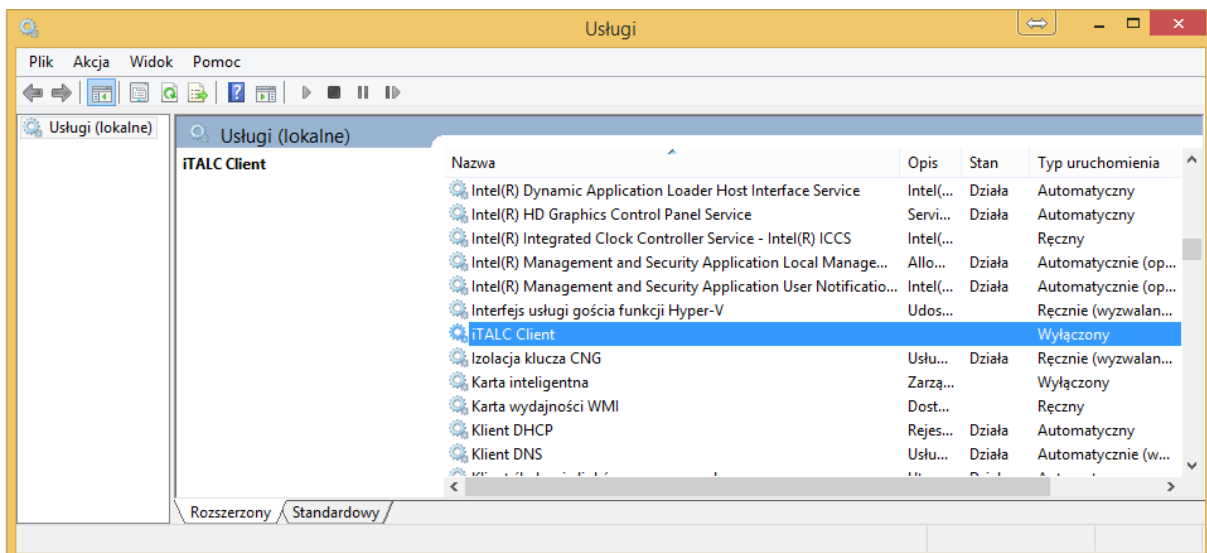 Usługi
Plik Akcja Widok Pomoc
Usługi (lokalne)
Usługi (lokalne)
iTALC Client
Nazwa Opis Stan Typ uruchomienia
Intel(R) Dynamic Application Loader Host Interface Service Intel(... Działa Automatyczny
Intel(R) HD Graphics Control Panel Service Servi... Działa Automatyczny
Intel(R) Integrated Clock Controller Service - Intel(R) ICCS Intel(... Ręczny
Intel(R) Management and Security Application Local Manage... Allo... Działa Automatycznie (op...
Intel(R) Management and Security Application User Notificatio... Intel(... Działa Automatycznie (op...
Interfejs usługi gościa funkcji Hyper-V Udos... Ręcznie (wyzwalan...
iTALC Client Wyłączony
Izolacja klucza CNG Usłu... Działa Ręcznie (wyzwalan...
Karta inteligentna Zarzą... Wyłączony
Karta wydajności WMI Dost... Ręczny
Klient DHCP Rejes... Działa Automatyczny
Klient DNS Usłu... Działa Automatycznie (w...
Rozszerzony Standardowy